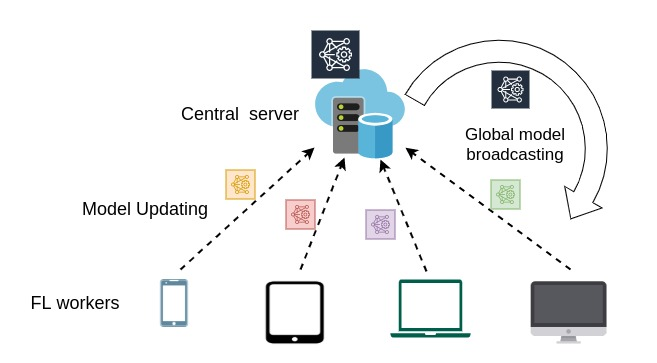 Central server
Global model
broadcasting
Model Updating
FL workers